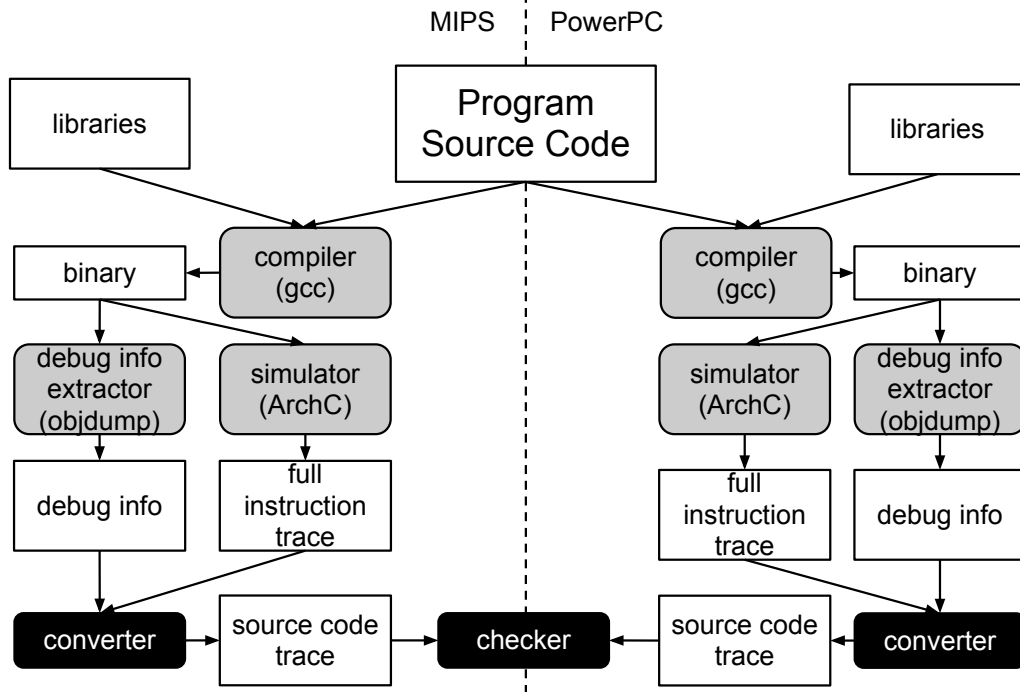 MIPS
PowerPC
libraries
Program
Source Code
libraries
compiler
(gcc)
compiler
(gcc)
binary
binary
debug info
extractor
(objdump)
simulator
(ArchC)
simulator
(ArchC)
debug info
extractor
(objdump)
debug info
full
instruction
trace
full
instruction
trace
debug info
converter
source code
trace
checker
source code
trace
converter